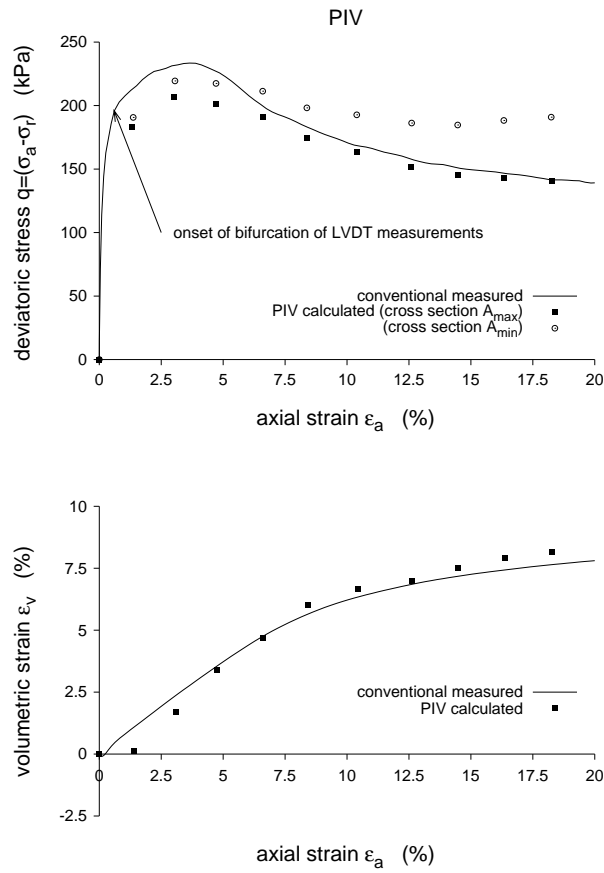 PIV
deviatoric stress q=(σa-σr) (kPa)
250
200
150
100
50
0
onset of bifurcation of LVDT measurements
conventional measured
PIV calculated (cross section Amax)
(cross section Amin)
0 2.5 5 7.5 10 12.5 15 17.5 20
axial strain εa (%)
volumetric strain εv (%)
10
7.5
5
2.5
0
-2.5
conventional measured
PIV calculated
0 2.5 5 7.5 10 12.5 15 17.5 20
axial strain εa (%)